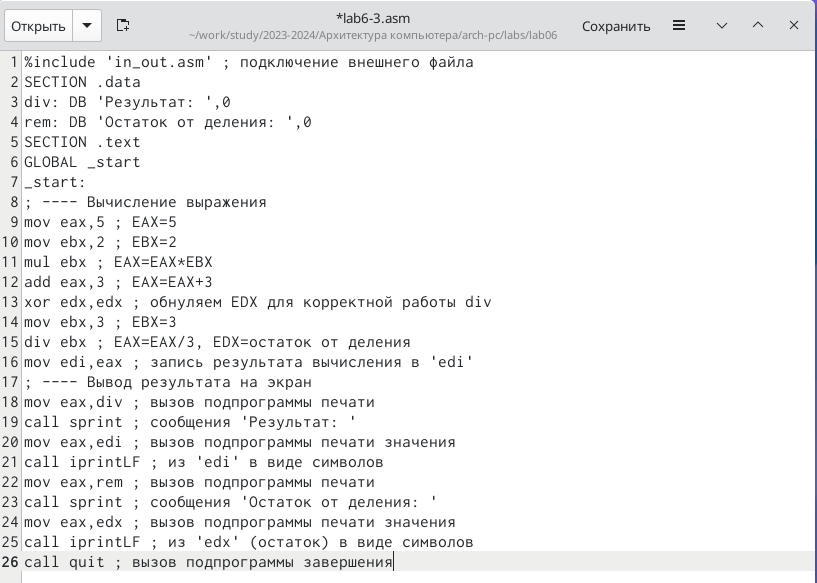 Открыть
*lab6-3.asm
~/work/study/2023-2024/Архитектура компьютера/arch-pc/labs/lab06
Сохранить
1 %include 'in_out.asm' ; подключение внешнего файла
2 SECTION .data
3 div: DB 'Результат: ',0
4 rem: DB 'Остаток от деления: ',0
5 SECTION .text
6 GLOBAL _start
7 _start:
8 ; ---- Вычисление выражения
9 mov eax,5 ; EAX=5
10 mov ebx,2 ; EBX=2
11 mul ebx ; EAX=EAX*EBX
12 add eax,3 ; EAX=EAX+3
13 xor edx,edx ; обнуляем EDX для корректной работы div
14 mov ebx,3 ; EBX=3
15 div ebx ; EAX=EAX/3, EDX=остаток от деления
16 mov edi,eax ; запись результата вычисления в 'edi'
17 ; ---- Вывод результата на экран
18 mov eax,div ; вызов подпрограммы печати
19 call sprint ; сообщения 'Результат: '
20 mov eax,edi ; вызов подпрограммы печати значения
21 call iprintLF ; из 'edi' в виде символов
22 mov eax,rem ; вызов подпрограммы печати
23 call sprint ; сообщения 'Остаток от деления: '
24 mov eax,edx ; вызов подпрограммы печати значения
25 call iprintLF ; из 'edx' (остаток) в виде символов
26 call quit ; вызов подпрограммы завершения